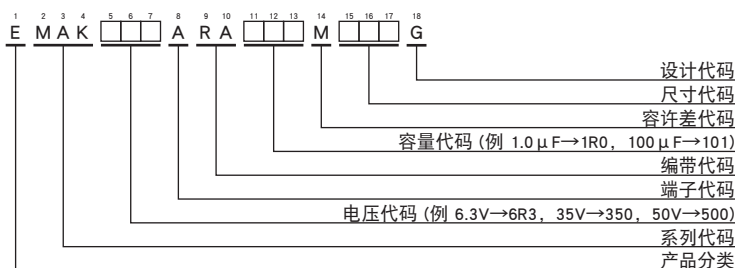 1 2 3 4 5 6 7 8 9 10 11 12 13 14 15 16 17 18
E MAK □□□ A RA □□□ M □□□ G
设计代码
尺寸代码
容许差代码
容量代码 (例 1.0μF→1R0, 100μF→101)
编带代码
端子代码
电压代码 (例 6.3V→6R3, 35V→350, 50V→500)
系列代码
产品分类